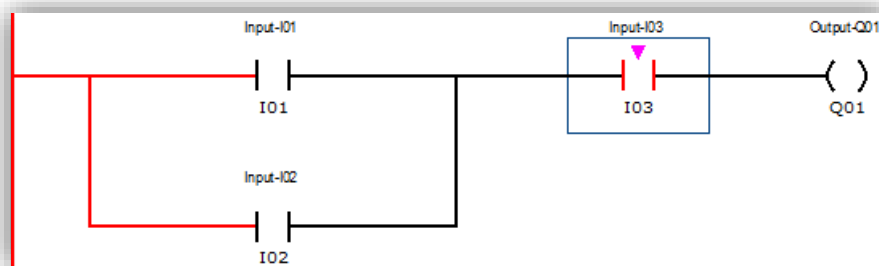 Input-I01
Input-I03
Output-Q01
I01
I03
Q01
Input-I02
I02